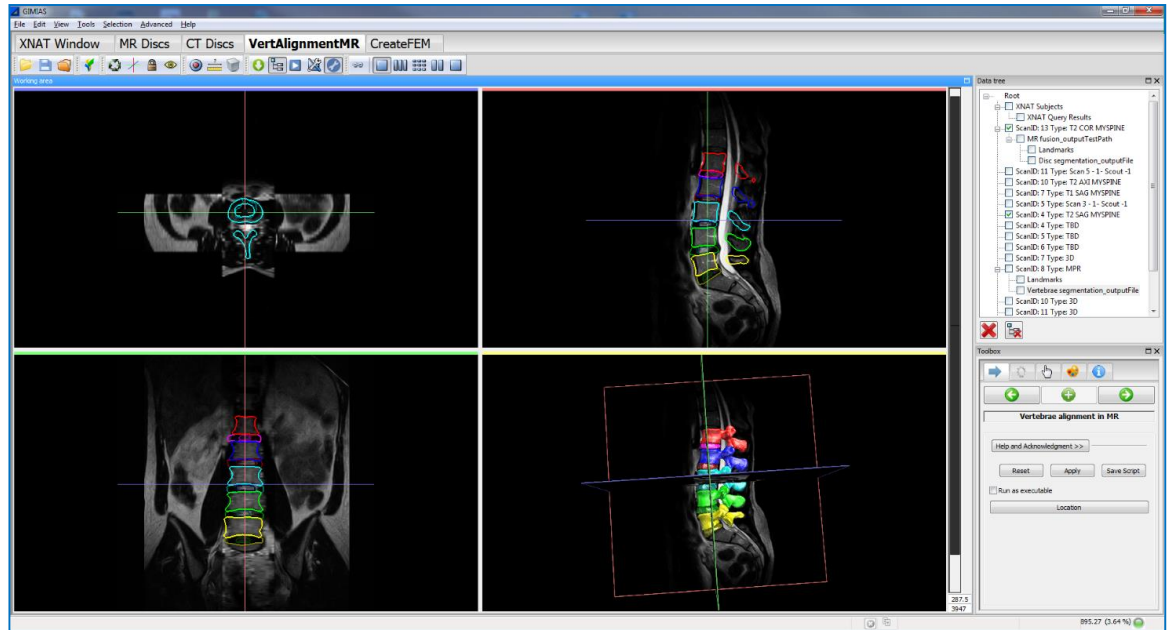 GIMIAS
File Edit View Tools Selection Advanced Help
XNAT Window MR Discs CT Discs VertAlignmentMR CreateFEM
Working area
Data tree
Root
XNAT Subjects
XNAT Query Results
ScanID: 13 Type: T2 COR MYSPINE
MR fusion_outputTestPath
Landmarks
Disc segmentation_outputFile
ScanID: 11 Type: Scan 5 - 1- Scout -1
ScanID: 10 Type: T2 AXI MYSPINE
ScanID: 7 Type: T1 SAG MYSPINE
ScanID: 5 Type: Scan 3 - 1- Scout -1
ScanID: 4 Type: T2 SAG MYSPINE
ScanID: 4 Type: TBD
ScanID: 5 Type: TBD
ScanID: 6 Type: TBD
ScanID: 7 Type: 3D
ScanID: 8 Type: MPR
Landmarks
Vertebrae segmentation_outputFile
ScanID: 10 Type: 3D
ScanID: 11 Type: 3D
Toolbox
Vertebrae alignment in MR
Help and Acknowledgment >>
Reset Apply Save Script
Run as executable
Location
287.5
3947
895.27 (3.64 %)